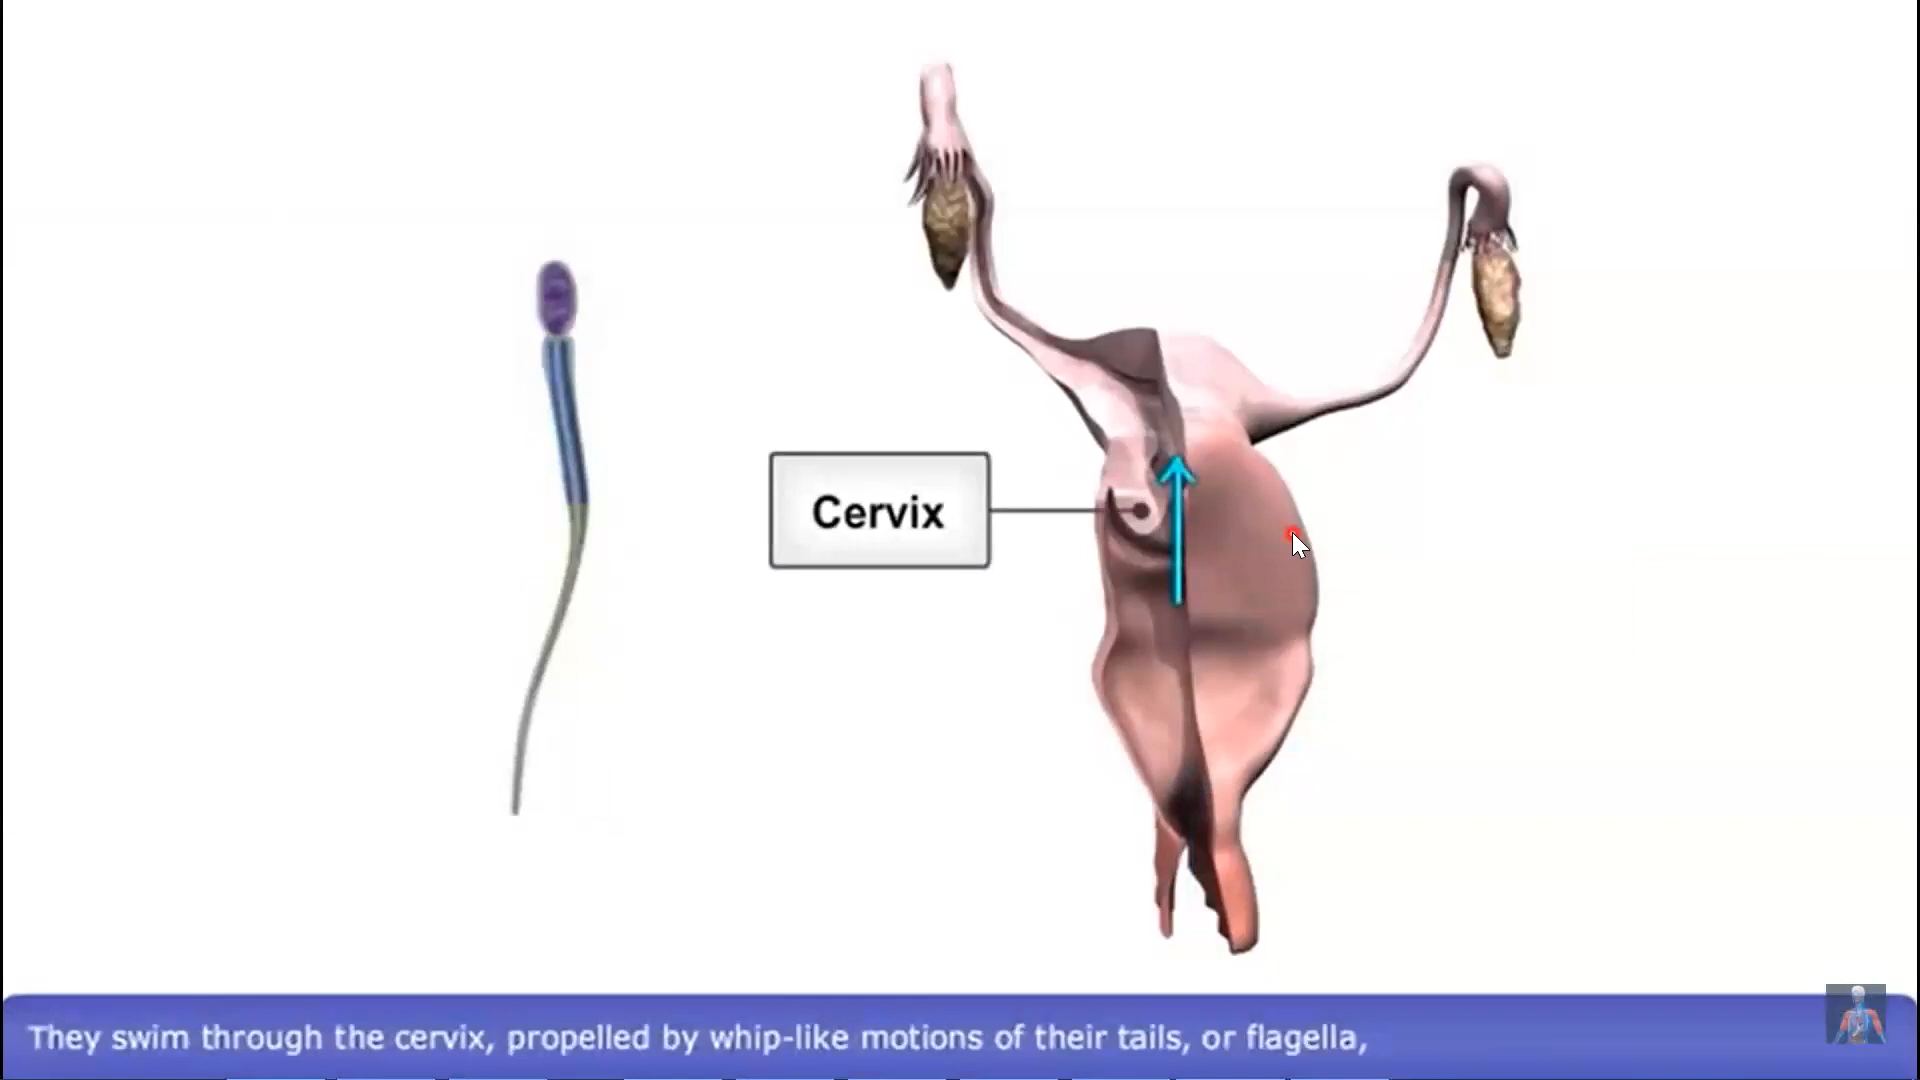 Cervix
They swim through the cervix, propelled by whip-like motions of their tails, or flagella,